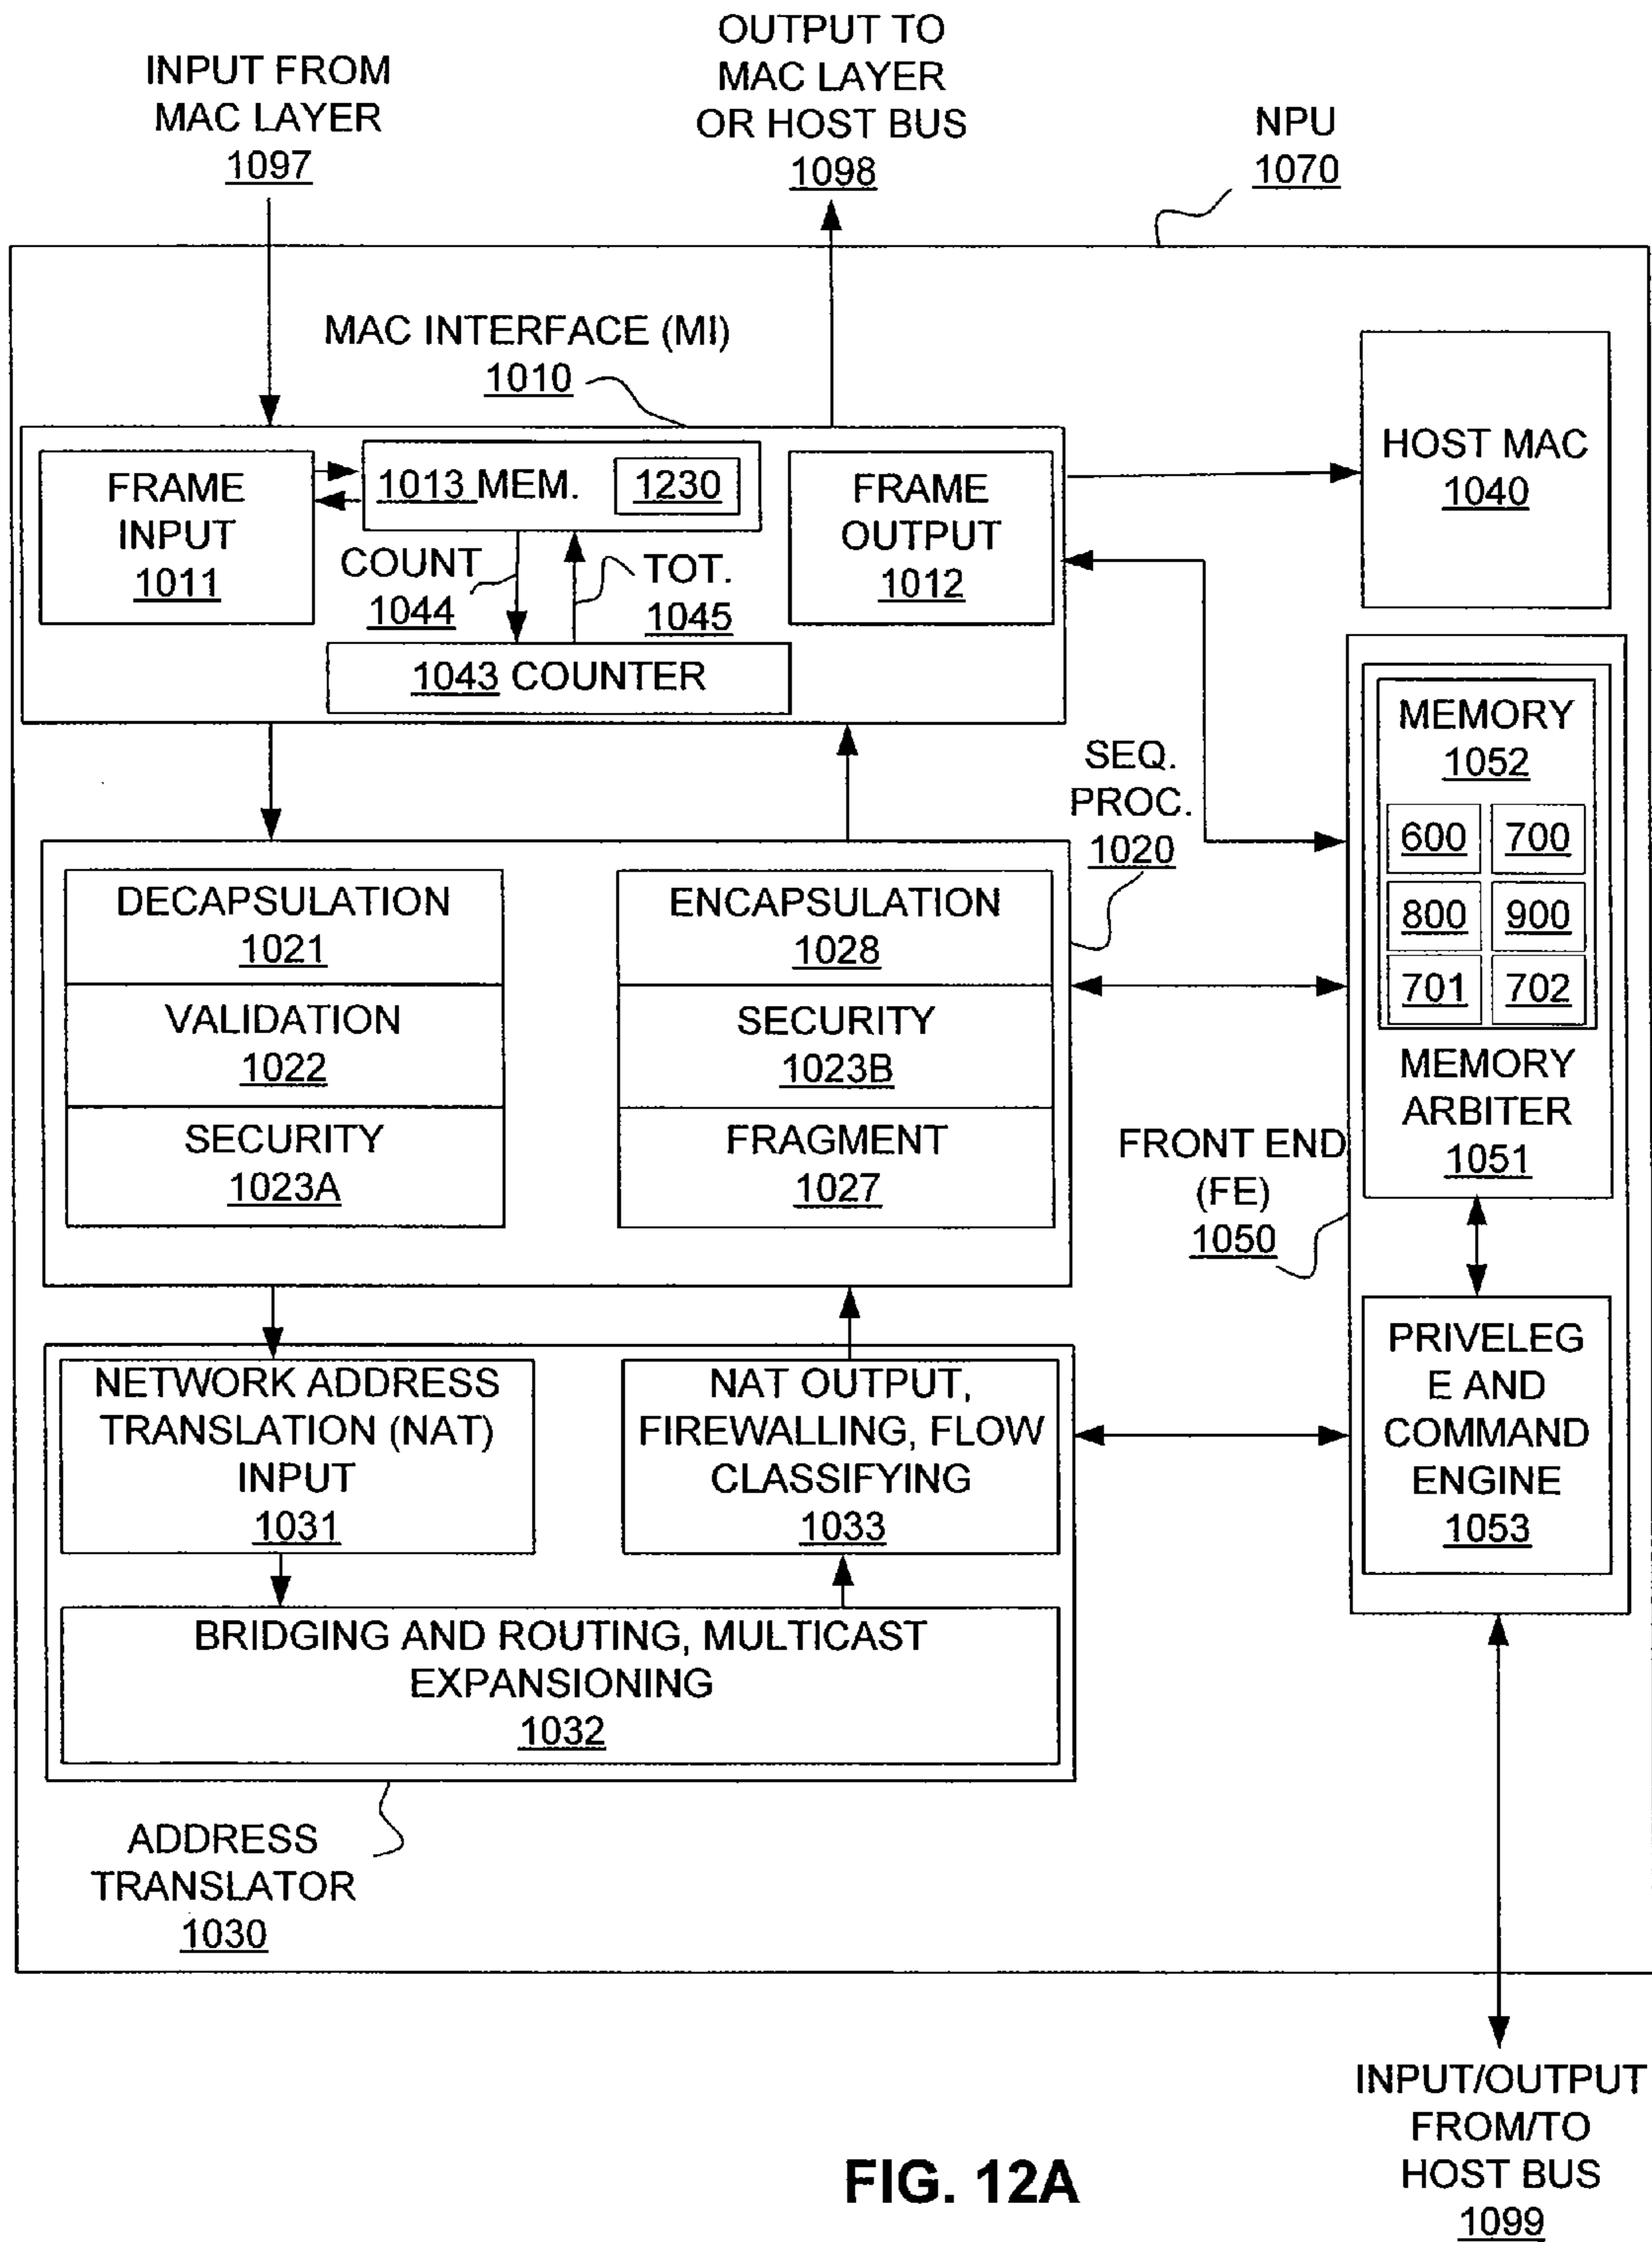 INPUT FROM
MAC LAYER
1097
OUTPUT TO
MAC LAYER
OR HOST BUS
1098
NPU
1070
MAC INTERFACE (MI)
1010
FRAME
INPUT
1011
1013 MEM.
1230
COUNT
1044
TOT.
1045
1043 COUNTER
FRAME
OUTPUT
1012
HOST MAC
1040
SEQ.
PROC.
1020
DECAPSULATION
1021
VALIDATION
1022
SECURITY
1023A
ENCAPSULATION
1028
SECURITY
1023B
FRAGMENT
1027
MEMORY
1052
600 700
800 900
701 702
MEMORY
ARBITER
1051
FRONT END
(FE)
1050
PRIVELEG
E AND
COMMAND
ENGINE
1053
NETWORK ADDRESS
TRANSLATION (NAT)
INPUT
1031
NAT OUTPUT,
FIREWALLING, FLOW
CLASSIFYING
1033
BRIDGING AND ROUTING, MULTICAST
EXPANSIONING
1032
ADDRESS
TRANSLATOR
1030
INPUT/OUTPUT
FROM/TO
HOST BUS
1099
FIG. 12A